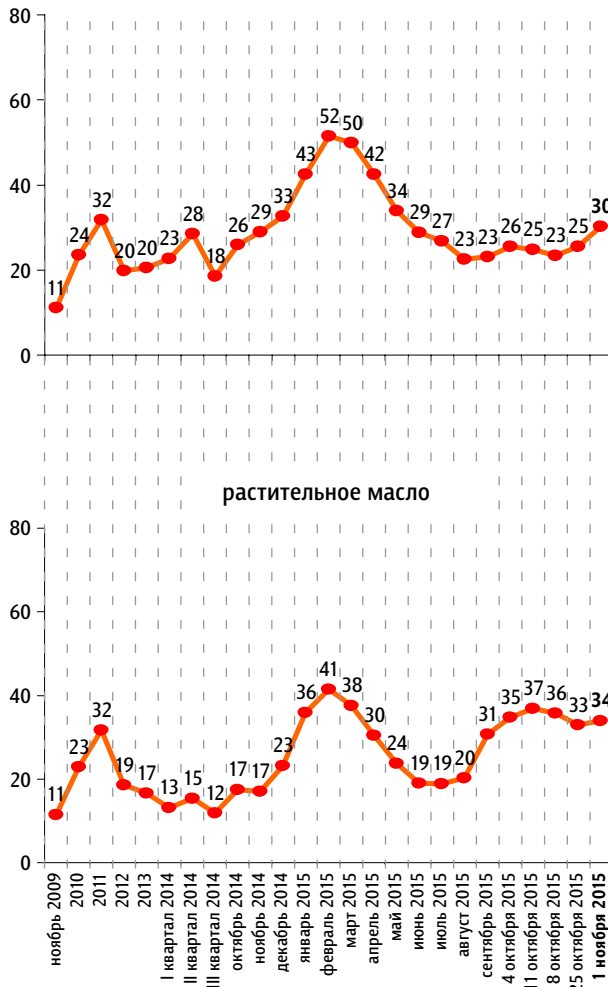 80
60
40
20
0
11
24
32
20
20
23
28
18
26
29
33
43
52
50
42
34
29
27
23
23
26
25
23
25
30
растительное масло
80
60
40
20
0
11
23
32
19
17
13
15
12
17
17
23
36
41
38
30
24
19
19
20
31
35
37
36
33
34
ноябрь 2009
2010
2011
2012
2013
I квартал 2014
II квартал 2014
III квартал 2014
октябрь 2014
ноябрь 2014
декабрь 2014
январь 2015
февраль 2015
март 2015
апрель 2015
май 2015
июнь 2015
июль 2015
август 2015
сентябрь 2015
4 октября 2015
11 октября 2015
8 октября 2015
25 октября 2015
1 ноября 2015